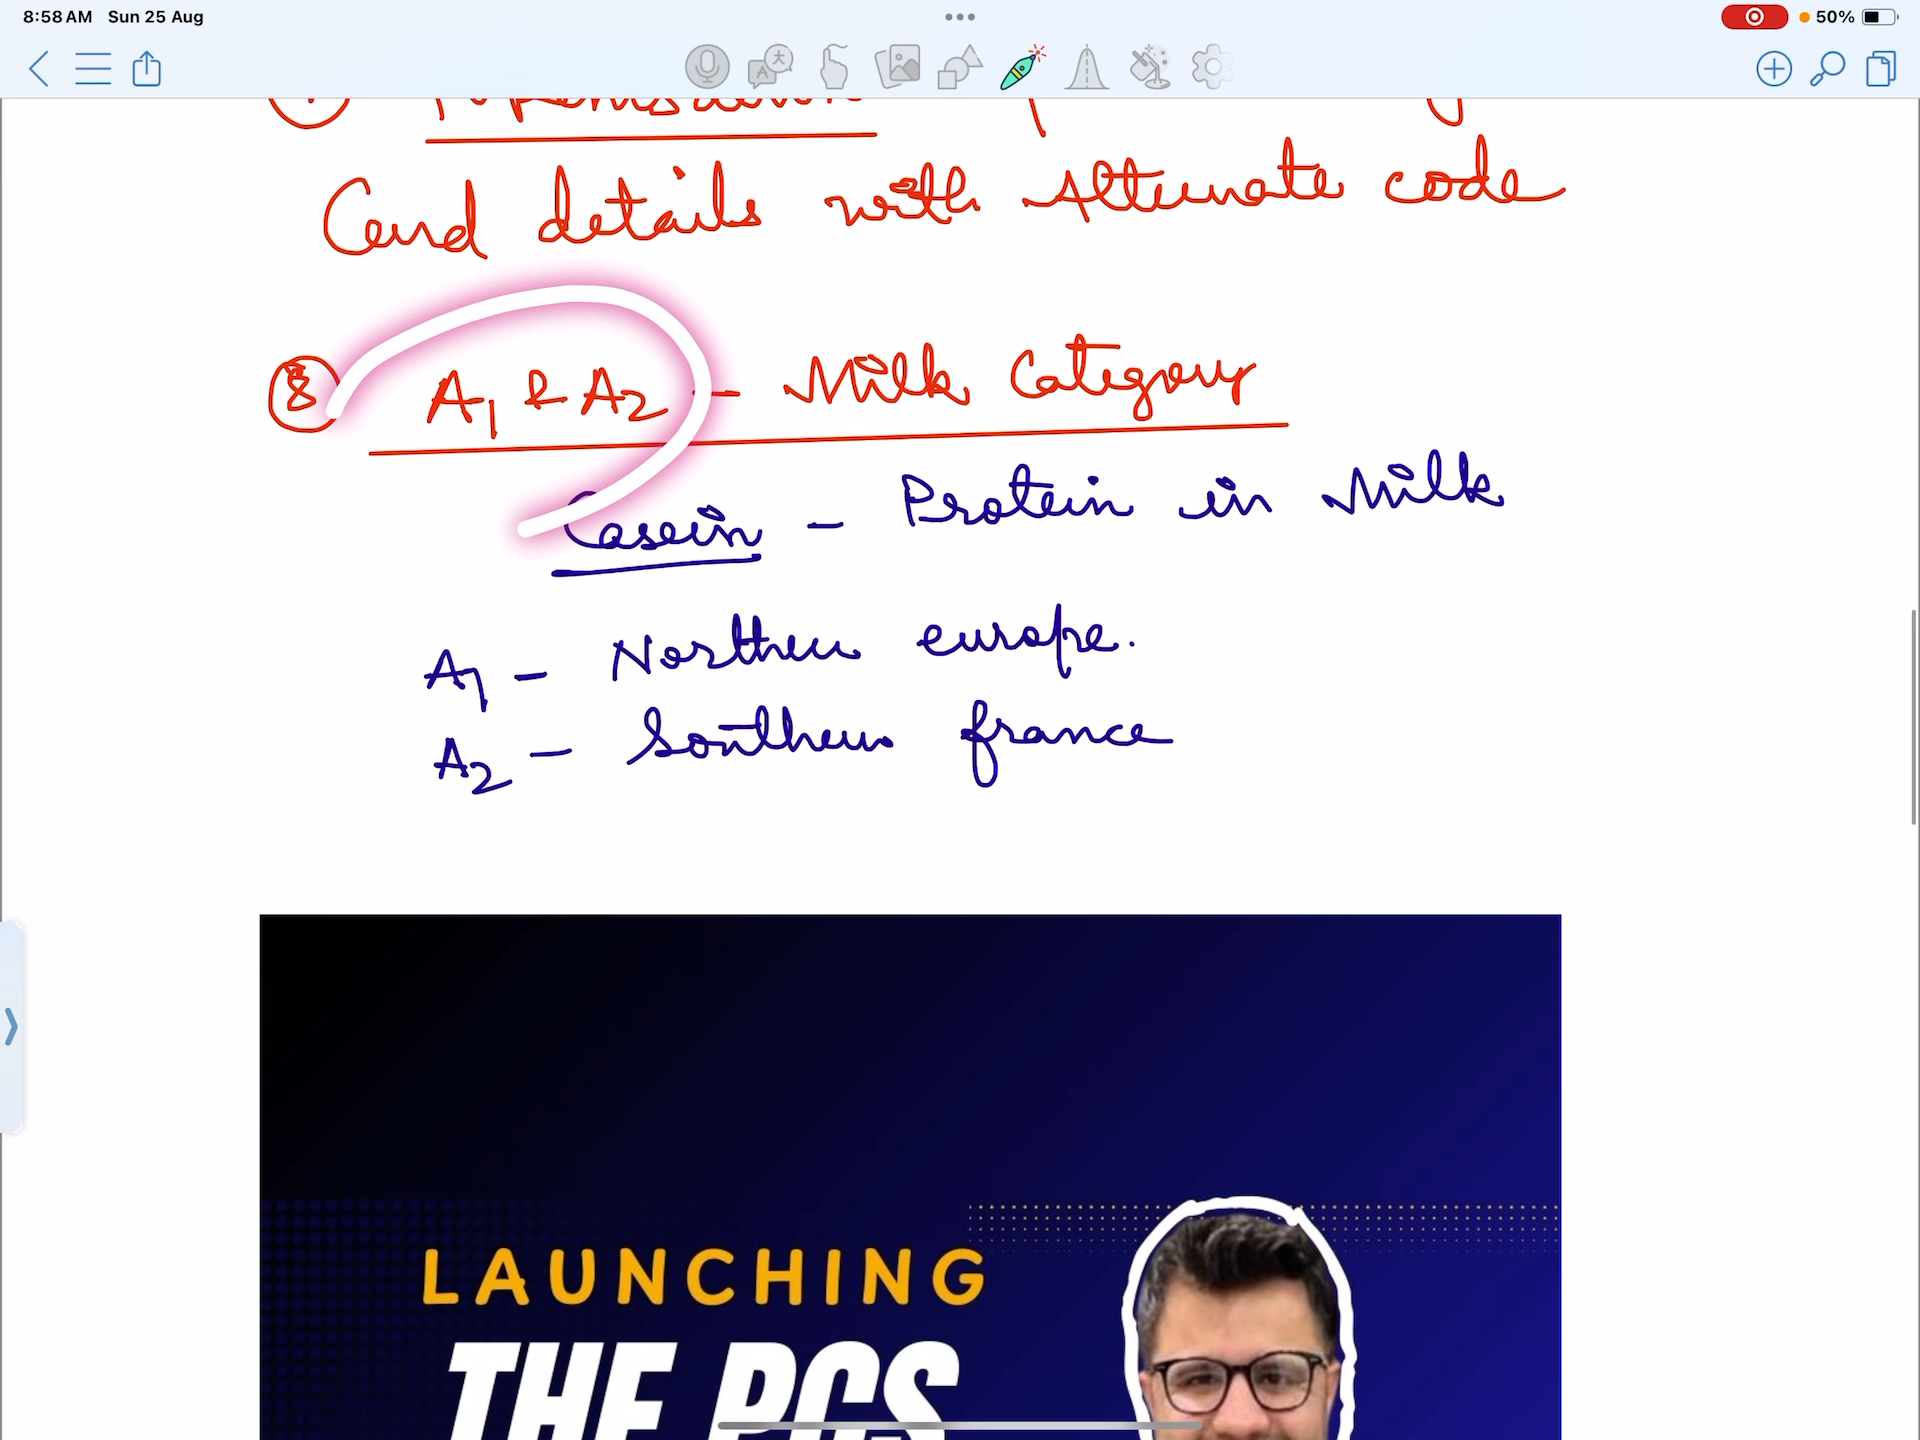 8:58 AM Sun 25 Aug
50%
Card details with Alternate code
8 A1 & A2 - Milk Category
Casein - Protein in Milk
A1 - Northern europe.
A2 - Southern france
LAUNCHING
THE PCS